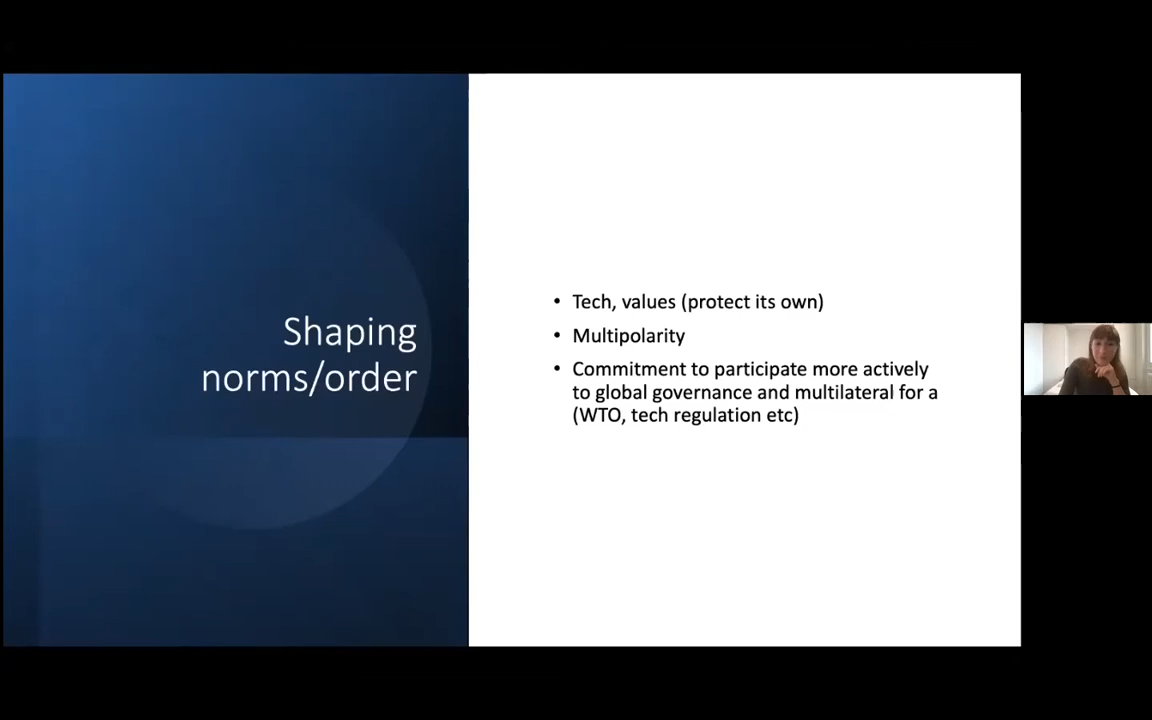 Shaping
norms/order
• Tech, values (protect its own)
• Multipolarity
• Commitment to participate more actively
to global governance and multilateral for a
(WTO, tech regulation etc)